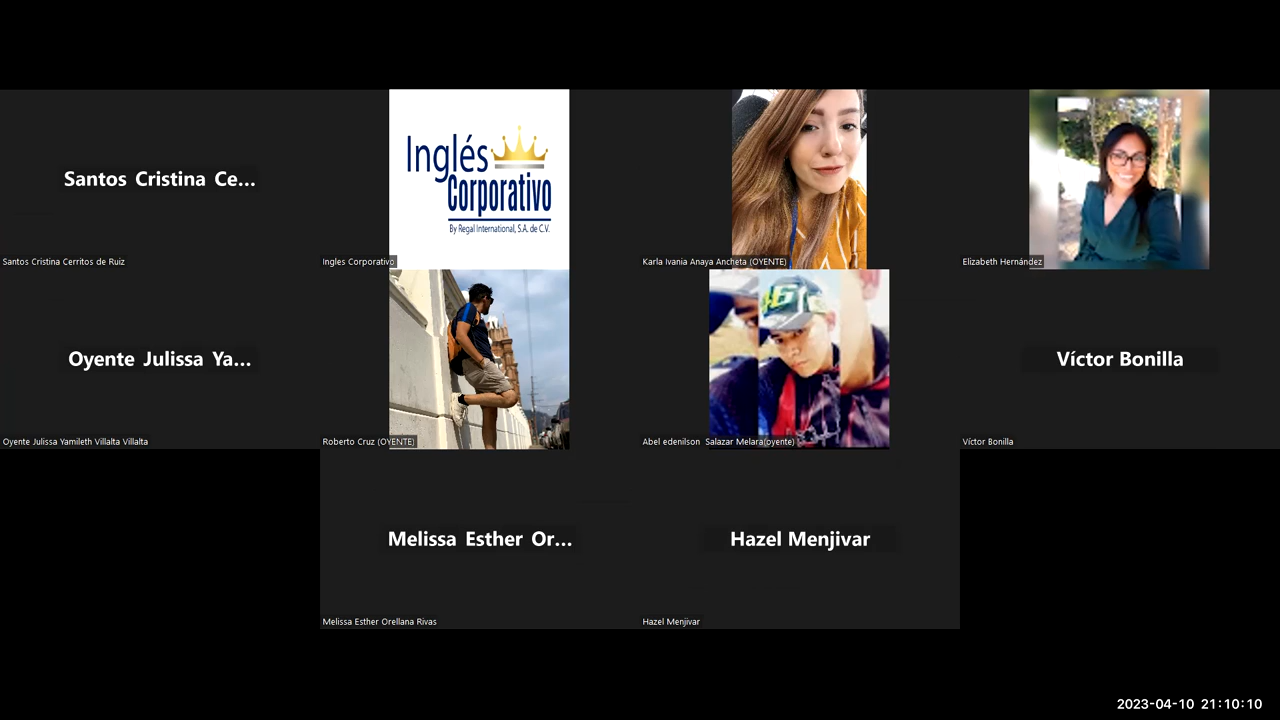 Santos Cristina Ce...
Santos Cristina Cerritos de Ruiz
Inglés
Corporativo
By Regal International, S.A. de C.V.
Ingles Corporativo
Karla Ivania Anaya Ancheta (OYENTE)
Elizabeth Hernández
Oyente Julissa Ya...
Oyente Julissa Yamileth Villalta Villalta
Roberto Cruz (OYENTE)
46
Abel edenilson Salazar Melara(oyente)
Víctor Bonilla
Víctor Bonilla
Melissa Esther Or...
Melissa Esther Orellana Rivas
Hazel Menjivar
Hazel Menjivar
2023-04-10 21:10:10